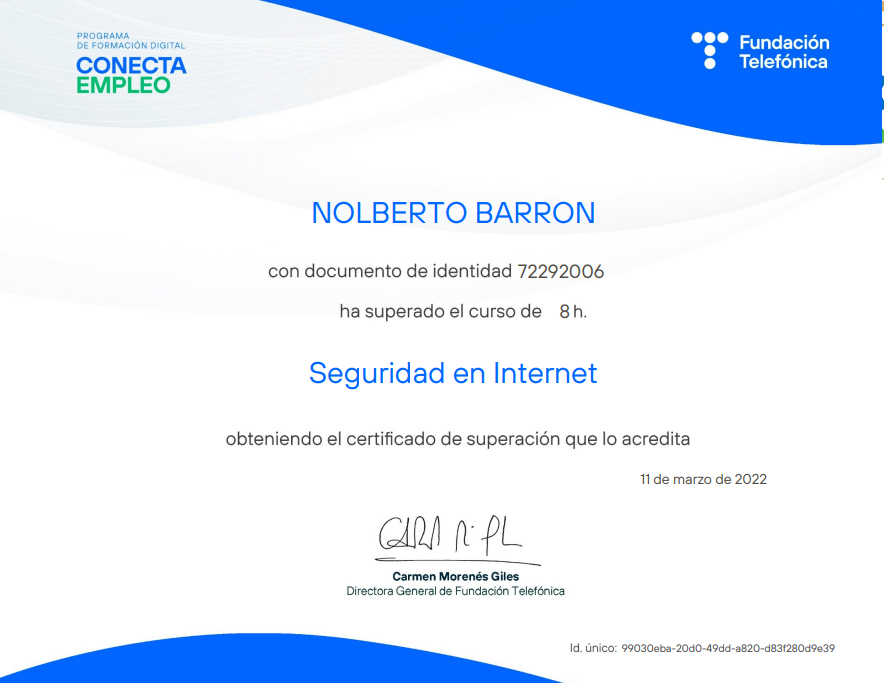 PROGRAMA
DE FORMACIÓN DIGITAL
CONECTA
EMPLEO
Fundación
Telefónica
NOLBERTO BARRON
con documento de identidad 72292006
ha superado el curso de 8 h.
Seguridad en Internet
obteniendo el certificado de superación que lo acredita
11 de marzo de 2022
Carmen Morenés Giles
Directora General de Fundación Telefónica
Id. único: 99030eba-20d0-49dd-a820-d83f280d9e39